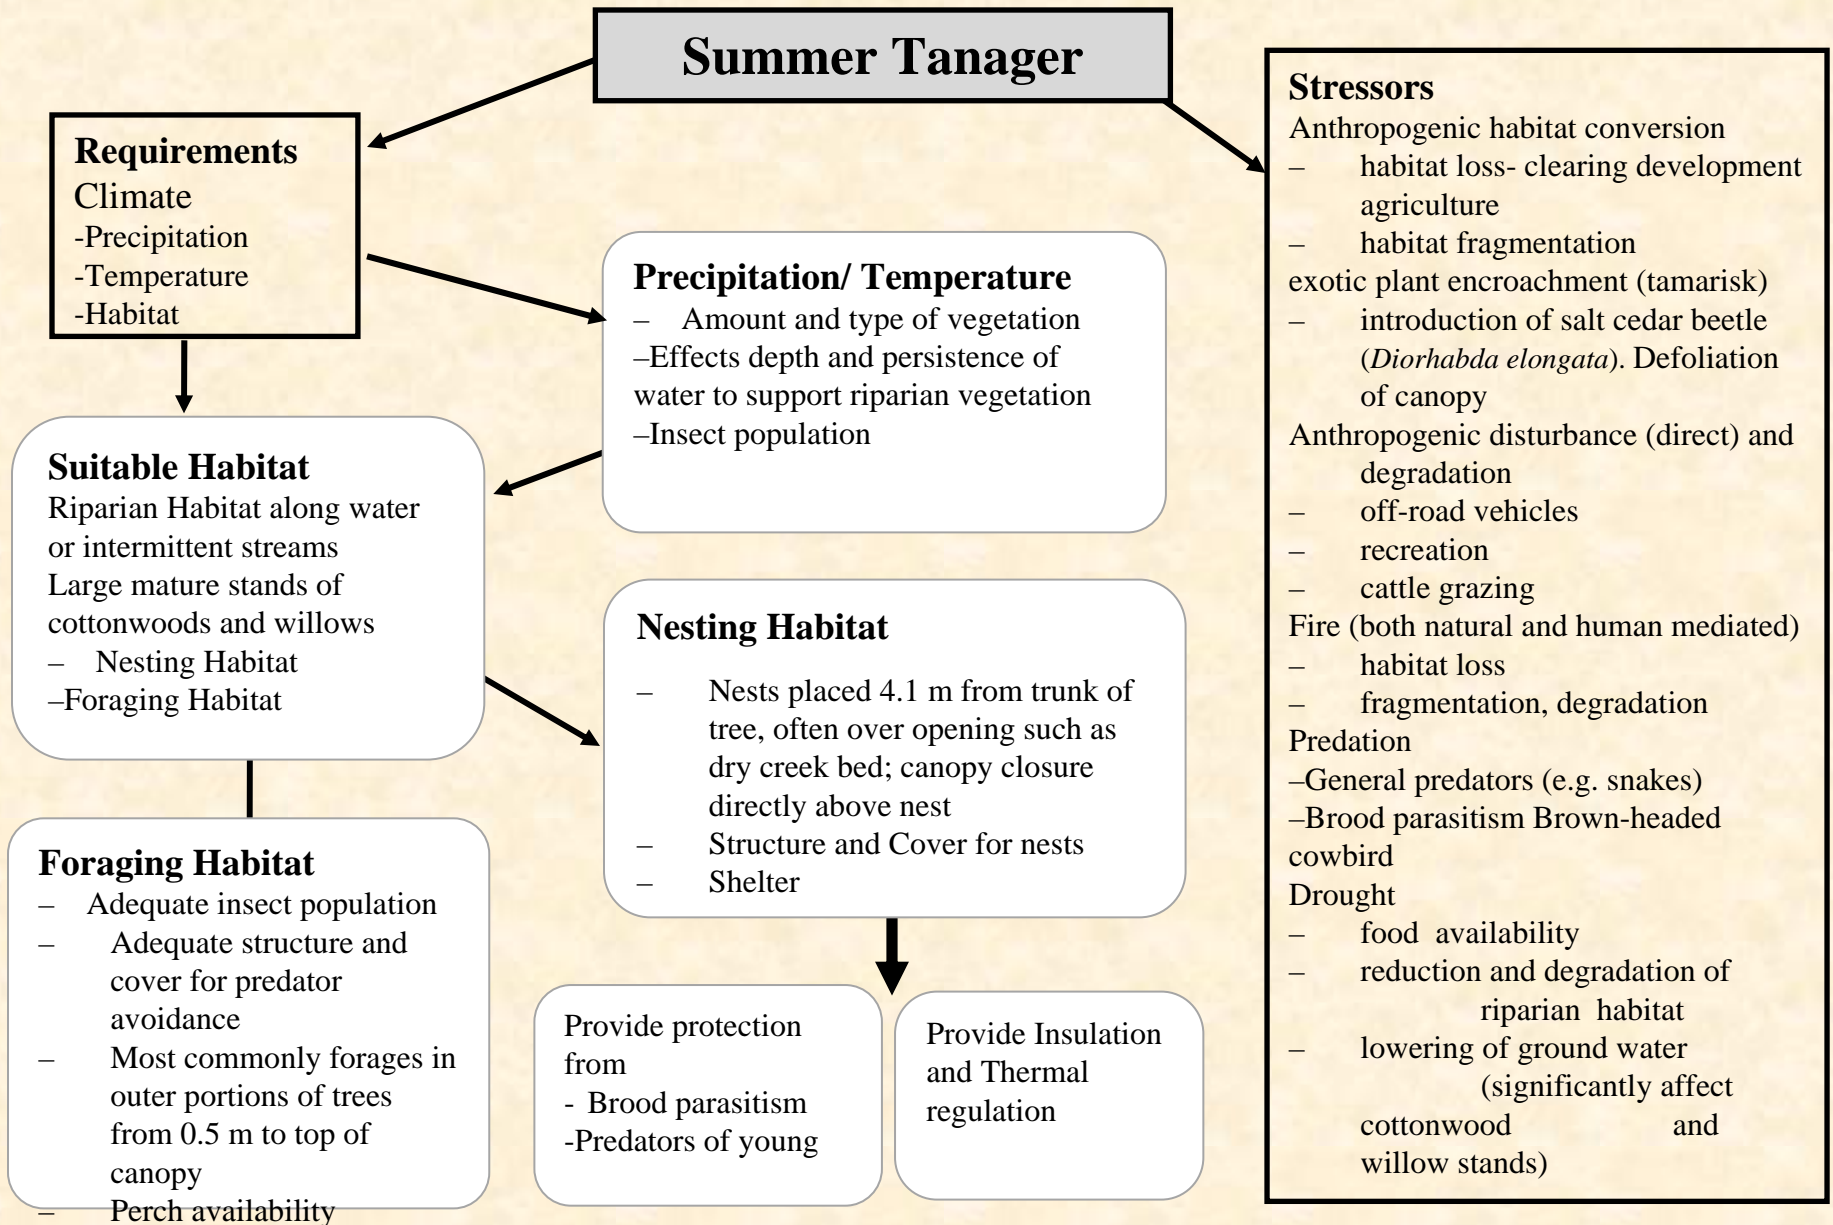 Summer Tanager
Requirements
Climate
-Precipitation
-Temperature
-Habitat
Precipitation/ Temperature
– Amount and type of vegetation
–Effects depth and persistence of
water to support riparian vegetation
–Insect population
Suitable Habitat
Riparian Habitat along water
or intermittent streams
Large mature stands of
cottonwoods and willows
– Nesting Habitat
–Foraging Habitat
Nesting Habitat
– Nests placed 4.1 m from trunk of
tree, often over opening such as
dry creek bed; canopy closure
directly above nest
– Structure and Cover for nests
– Shelter
Foraging Habitat
– Adequate insect population
– Adequate structure and
cover for predator
avoidance
– Most commonly forages in
outer portions of trees
from 0.5 m to top of
canopy
– Perch availability
Provide protection
from
- Brood parasitism
-Predators of young
Provide Insulation
and Thermal
regulation
Stressors
Anthropogenic habitat conversion
– habitat loss- clearing development
agriculture
– habitat fragmentation
exotic plant encroachment (tamarisk)
– introduction of salt cedar beetle
(Diorhabda elongata). Defoliation
of canopy
Anthropogenic disturbance (direct) and
degradation
– off-road vehicles
– recreation
– cattle grazing
Fire (both natural and human mediated)
– habitat loss
– fragmentation, degradation
Predation
–General predators (e.g. snakes)
–Brood parasitism Brown-headed
cowbird
Drought
– food availability
– reduction and degradation of
riparian habitat
– lowering of ground water
(significantly affect
cottonwood and
willow stands)